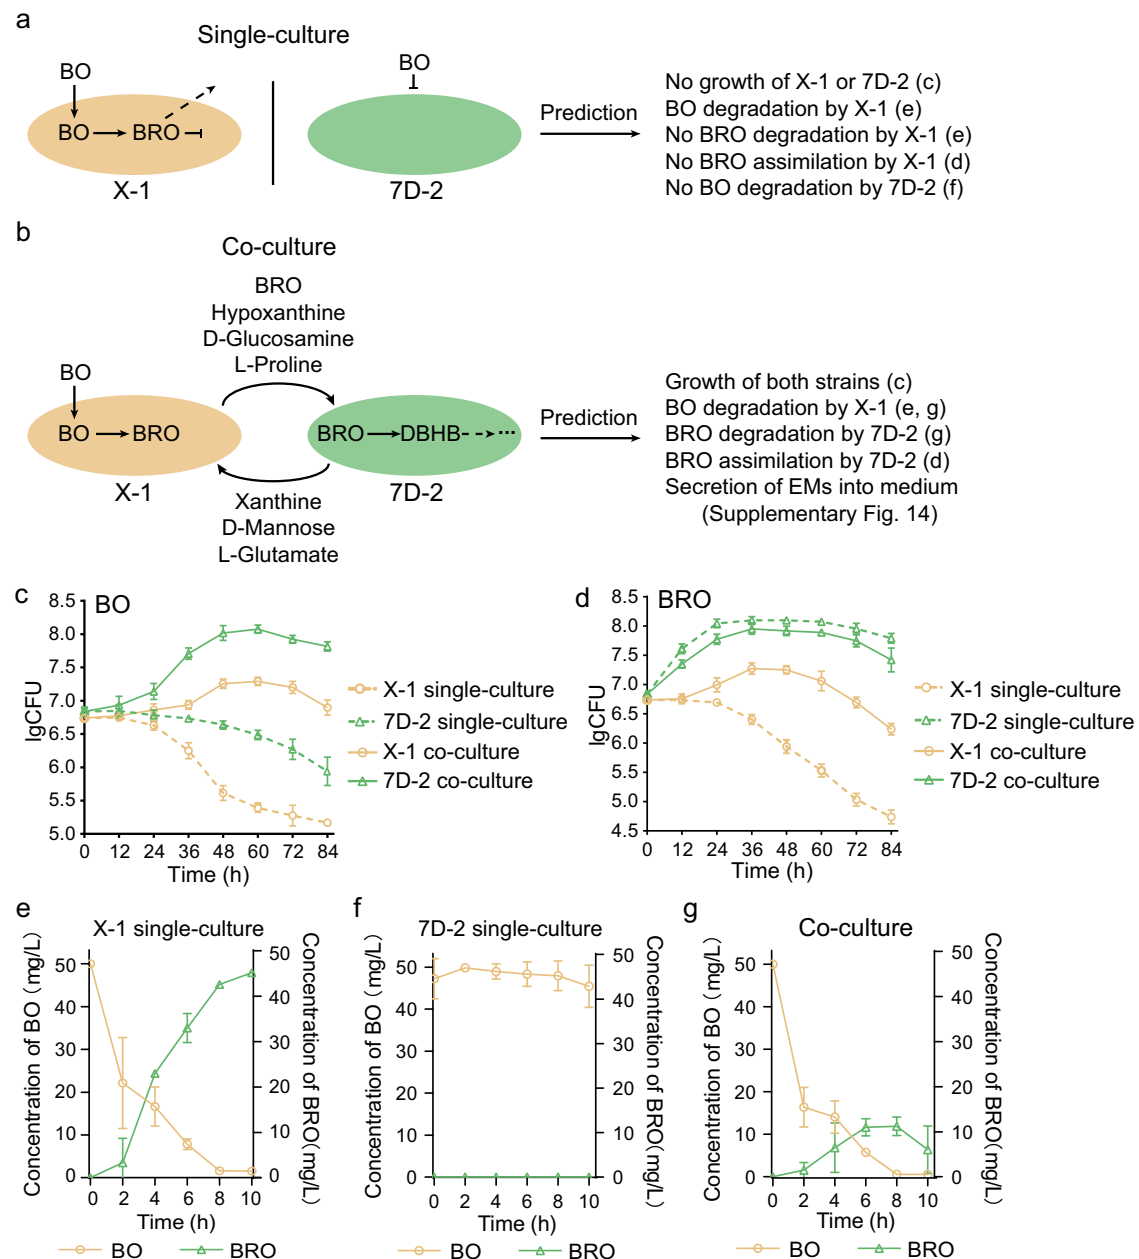 a
Single-culture
BO
BO
BRO
X-1
BO
7D-2
Prediction
No growth of X-1 or 7D-2 (c)
BO degradation by X-1 (e)
No BRO degradation by X-1 (e)
No BRO assimilation by X-1 (d)
No BO degradation by 7D-2 (f)
b
Co-culture
BRO
Hypoxanthine
D-Glucosamine
L-Proline
BO
BO
BRO
X-1
BRO
DBHB
...
7D-2
Xanthine
D-Mannose
L-Glutamate
Prediction
Growth of both strains (c)
BO degradation by X-1 (e, g)
BRO degradation by 7D-2 (g)
BRO assimilation by 7D-2 (d)
Secretion of EMs into medium
(Supplementary Fig. 14)
c
BO
lgCFU
8.5
8.0
7.5
7.0
6.5
6.0
5.5
5.0
0 12 24 36 48 60 72 84
Time (h)
X-1 single-culture
7D-2 single-culture
X-1 co-culture
7D-2 co-culture
d
BRO
lgCFU
8.5
8.0
7.5
7.0
6.5
6.0
5.5
5.0
4.5
0 12 24 36 48 60 72 84
Time (h)
X-1 single-culture
7D-2 single-culture
X-1 co-culture
7D-2 co-culture
e
X-1 single-culture
Concentration of BO (mg/L)
50
40
30
20
10
0
Concentration of BRO(mg/L)
50
40
30
20
10
0
0 2 4 6 8 10
Time (h)
BO
BRO
f
7D-2 single-culture
Concentration of BO (mg/L)
50
40
30
20
10
0
Concentration of BRO(mg/L)
50
40
30
20
10
0
0 2 4 6 8 10
Time (h)
BO
BRO
g
Co-culture
Concentration of BO (mg/L)
50
40
30
20
10
0
Concentration of BRO(mg/L)
50
40
30
20
10
0
0 2 4 6 8 10
Time (h)
BO
BRO